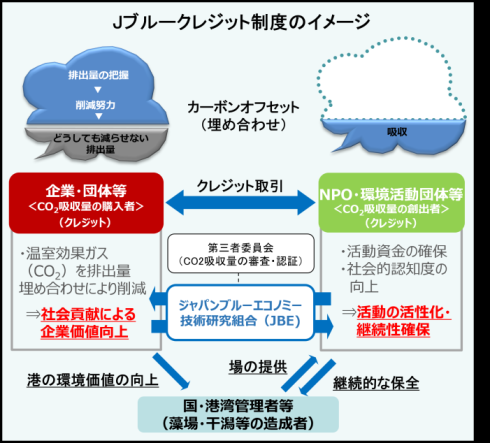 Jブルークレジット制度のイメージ
排出量の把握
削減努力
どうしても減らせない
排出量
カーボンオフセット
（埋め合わせ）
吸収
企業・団体等
＜CO2吸収量の購入者＞
（クレジット）
クレジット取引
NPO・環境活動団体等
＜CO2吸収量の創出者＞
（クレジット）
・温室効果ガス
（CO2）を排出量
埋め合わせにより削減
⇒社会貢献による
企業価値向上
第三者委員会
（CO2吸収量の審査・認証）
ジャパンブルーエコノミー
技術研究組合（JBE）
・活動資金の確保
・社会的認知度の
向上
⇒活動の活性化・
継続性確保
港の環境価値の向上
場の提供
継続的な保全
国・港湾管理者等
（藻場・干潟等の造成者）